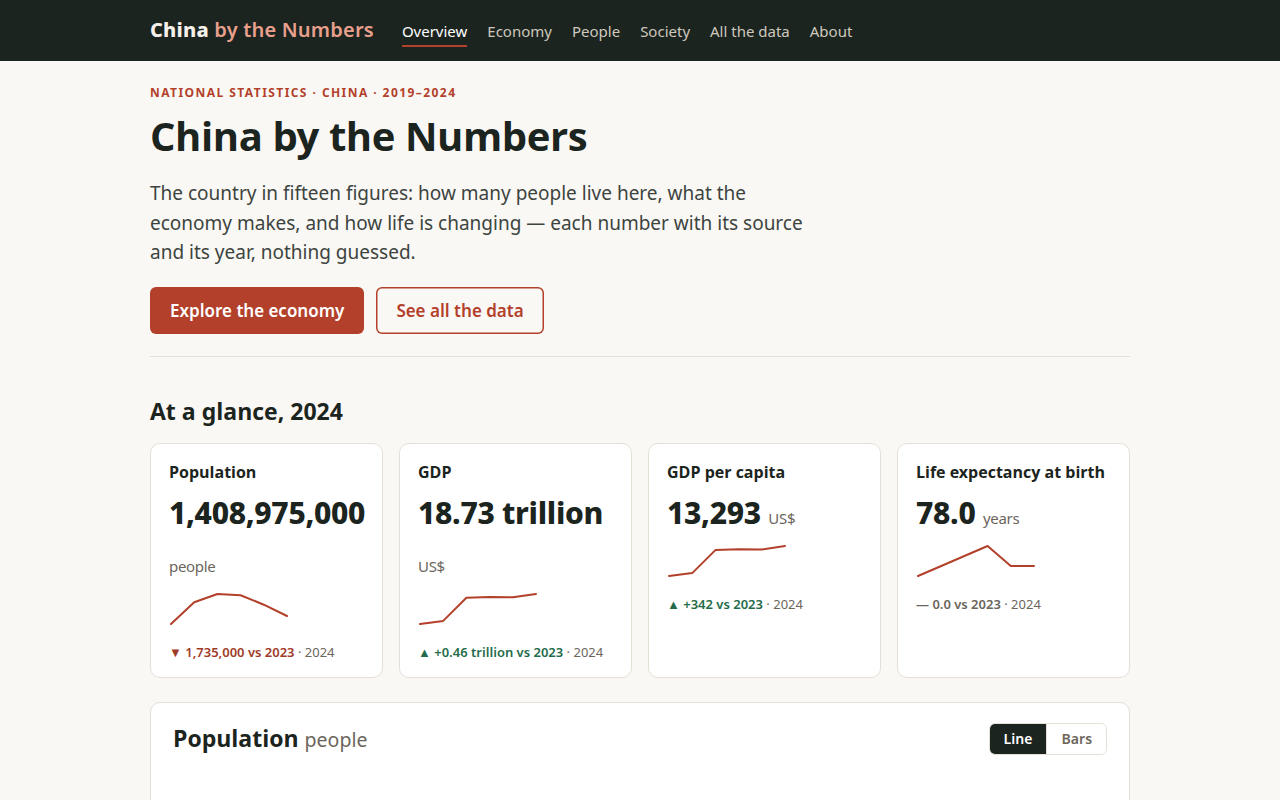 China by the Numbers
Overview
Economy
People
Society
All the data
About
NATIONAL STATISTICS · CHINA · 2019–2024
China by the Numbers
The country in fifteen figures: how many people live here, what the
economy makes, and how life is changing — each number with its source
and its year, nothing guessed.
Explore the economy
See all the data
At a glance, 2024
Population
1,408,975,000
people
▼ 1,735,000 vs 2023 · 2024
GDP
18.73 trillion
US$
▲ +0.46 trillion vs 2023 · 2024
GDP per capita
13,293 US$
▲ +342 vs 2023 · 2024
Life expectancy at birth
78.0 years
— 0.0 vs 2023 · 2024
Population people
Line
Bars